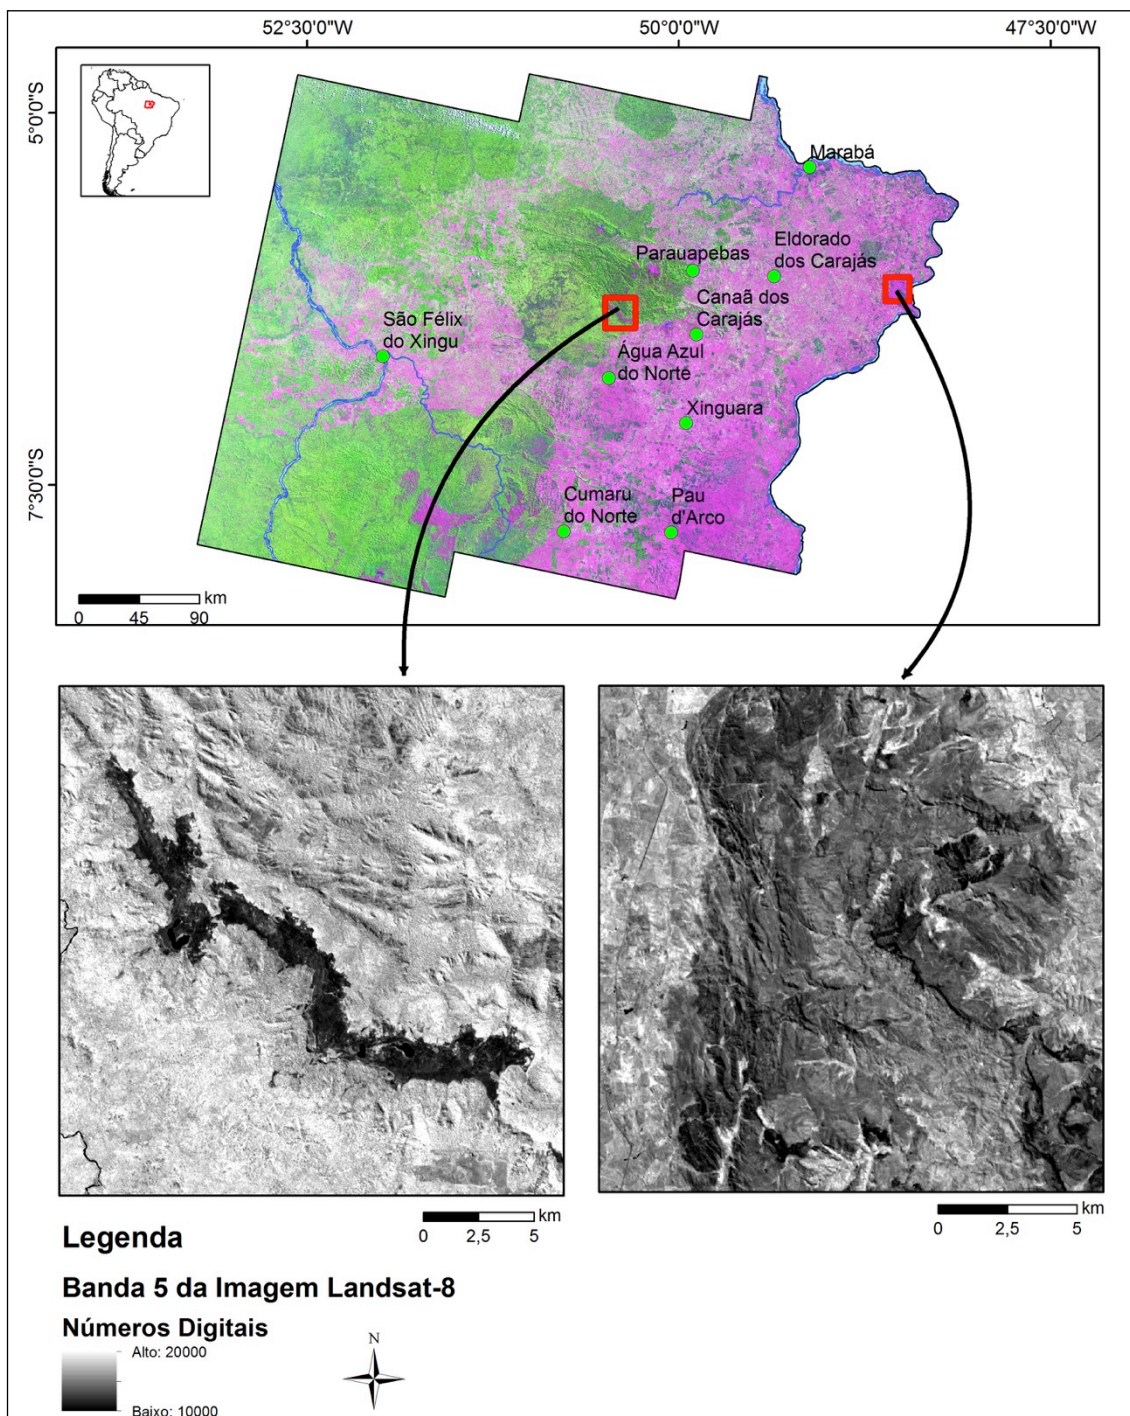 52°30'0"W 50°0'0"W 47°30'0"W
5°0'0"S
Marabá
Parauapebas
Eldorado
dos Carajás
Canaã dos
Carajás
São Félix
do Xingu
Água Azul
do Norte
Xinguara
7°30'0"S
Cumaru
do Norte
Pau
d'Arco
km
0 45 90
km
0 2,5 5
km
0 2,5 5
Legenda
Banda 5 da Imagem Landsat-8
Números Digitais
Alto: 20000
Baixo: 10000
N